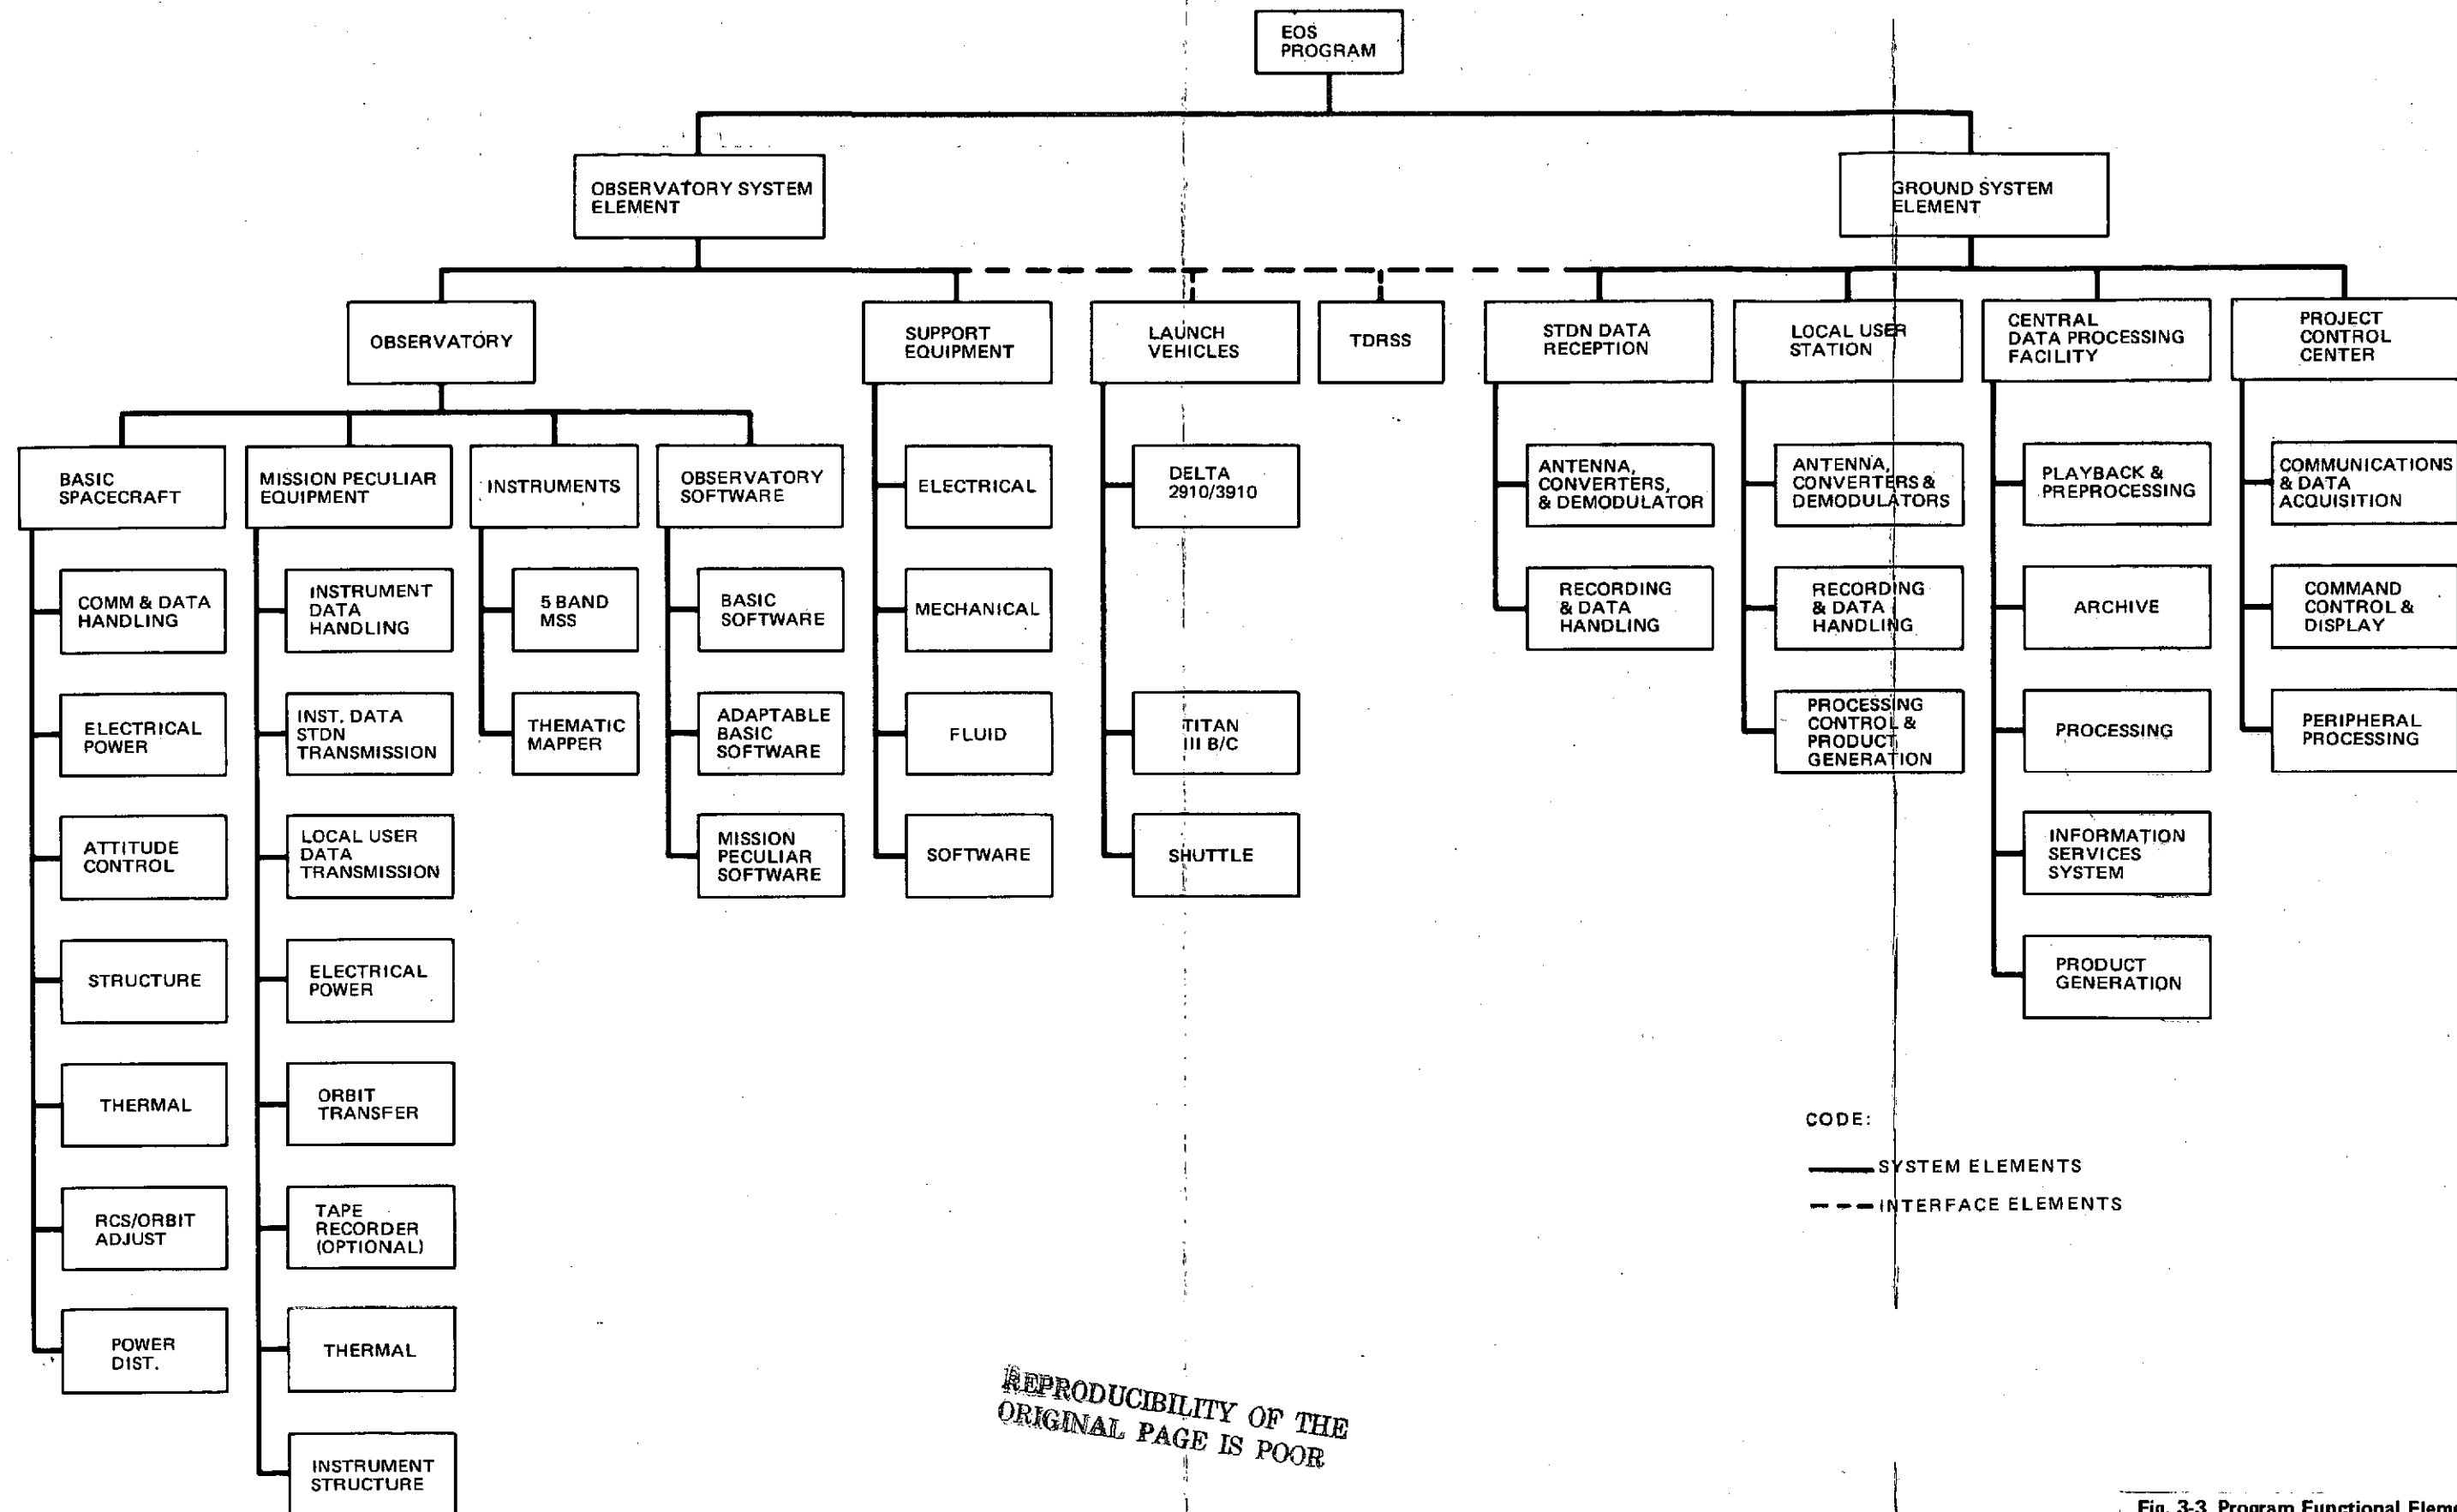 EOS
PROGRAM
OBSERVATORY SYSTEM
ELEMENT
GROUND SYSTEM
ELEMENT
OBSERVATORY
SUPPORT
EQUIPMENT
LAUNCH
VEHICLES
TDRSS
STDN DATA
RECEPTION
LOCAL USER
STATION
CENTRAL
DATA PROCESSING
FACILITY
PROJECT
CONTROL
CENTER
BASIC
SPACECRAFT
COMM & DATA
HANDLING
ELECTRICAL
POWER
ATTITUDE
CONTROL
STRUCTURE
THERMAL
RCS/ORBIT
ADJUST
POWER
DIST.
MISSION PECULIAR
EQUIPMENT
INSTRUMENT
DATA
HANDLING
INST. DATA
STDN
TRANSMISSION
LOCAL USER
DATA
TRANSMISSION
ELECTRICAL
POWER
ORBIT
TRANSFER
TAPE
RECORDER
(OPTIONAL)
THERMAL
INSTRUMENT
STRUCTURE
INSTRUMENTS
5 BAND
MSS
THEMATIC
MAPPER
OBSERVATORY
SOFTWARE
BASIC
SOFTWARE
ADAPTABLE
BASIC
SOFTWARE
MISSION
PECULIAR
SOFTWARE
ELECTRICAL
MECHANICAL
FLUID
SOFTWARE
DELTA
2910/3910
TITAN
III B/C
SHUTTLE
ANTENNA,
CONVERTERS,
& DEMODULATOR
RECORDING
& DATA
HANDLING
ANTENNA,
CONVERTERS &
DEMODULATORS
RECORDING
& DATA
HANDLING
PROCESSING
CONTROL &
PRODUCT
GENERATION
PLAYBACK &
PREPROCESSING
ARCHIVE
PROCESSING
INFORMATION
SERVICES
SYSTEM
PRODUCT
GENERATION
COMMUNICATIONS
& DATA
ACQUISITION
COMMAND
CONTROL &
DISPLAY
PERIPHERAL
PROCESSING
CODE:
SYSTEM ELEMENTS
INTERFACE ELEMENTS
REPRODUCIBILITY OF THE
ORIGINAL PAGE IS POOR
Fig. 3-3 Program Functional